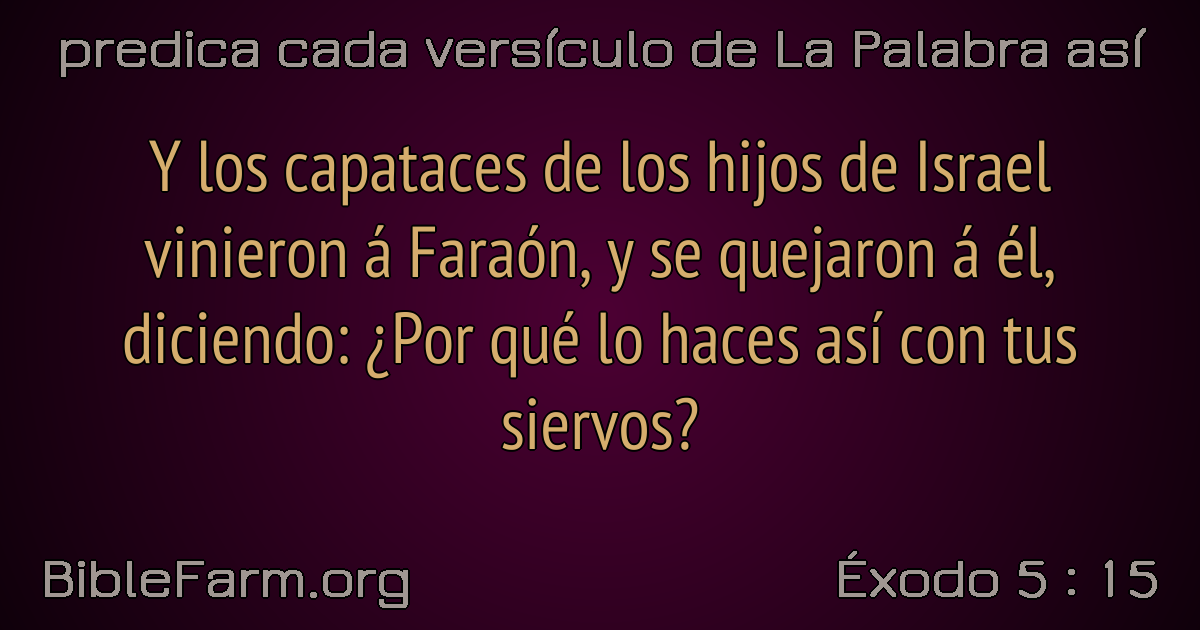 predica cada versículo de La Palabra así
Y los capataces de los hijos de Israel
vinieron á Faraón, y se quejaron á él,
diciendo: ¿Por qué lo haces así con tus
siervos?
BibleFarm.org
Éxodo 5 : 15